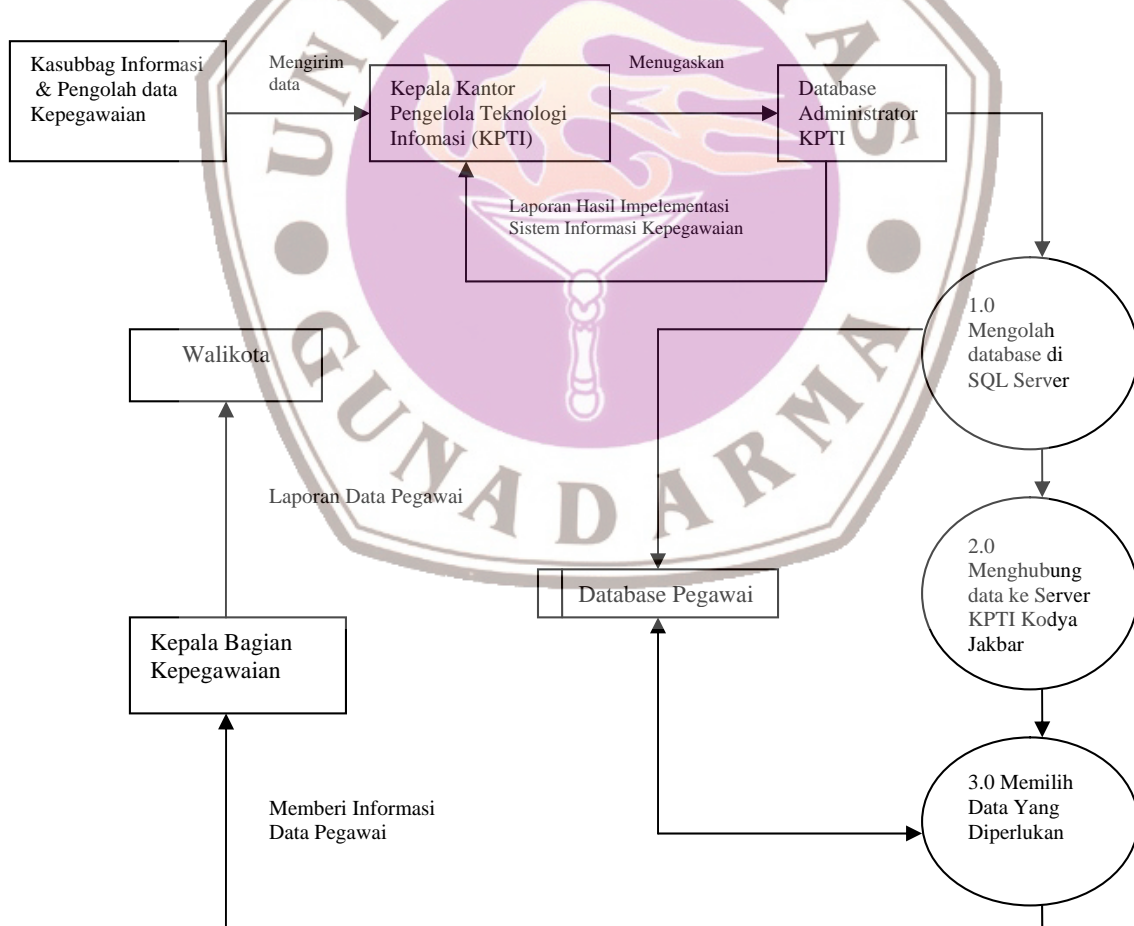 Kasubbag Informasi
& Pengolah data
Kepegawaian
Mengirim
data
Kepala Kantor
Pengelola Teknologi
Infomasi (KPTI)
Menugaskan
Database
Administrator
KPTI
Laporan Hasil Impelementasi
Sistem Informasi Kepegawaian
1.0
Mengolah
database di
SQL Server
Walikota
Laporan Data Pegawai
2.0
Menghubung
data ke Server
KPTI Kodya
Jakbar
Database Pegawai
Kepala Bagian
Kepegawaian
3.0 Memilih
Data Yang
Diperlukan
Memberi Informasi
Data Pegawai
UNI
AS
GUNADARMA